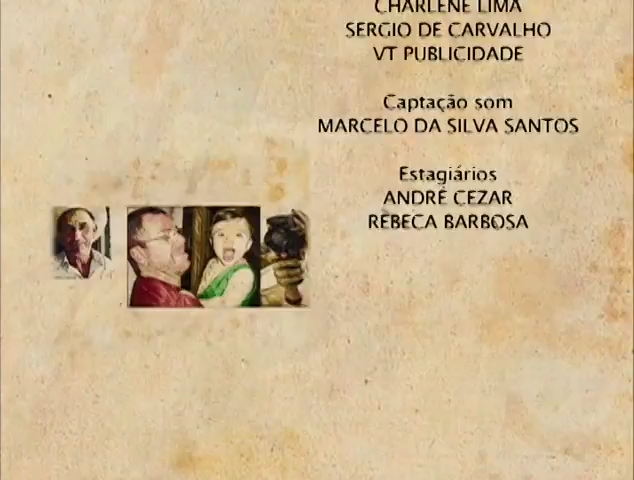 CHARLENE LIMA
SERGIO DE CARVALHO
VT PUBLICIDADE
Captação som
MARCELO DA SILVA SANTOS
Estagiários
ANDRÉ CEZAR
REBECA BARBOSA